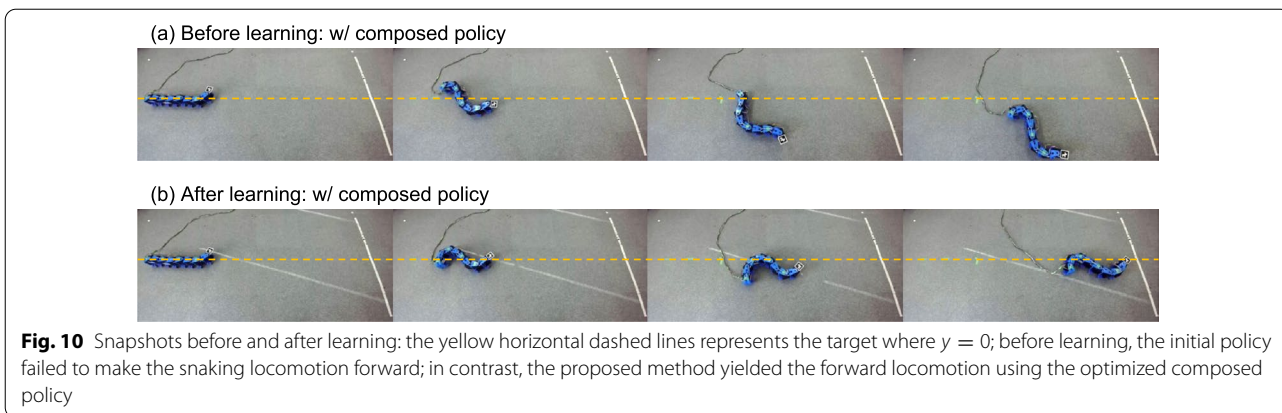 (a) Before learning: w/ composed policy
(b) After learning: w/ composed policy
Fig. 10 Snapshots before and after learning: the yellow horizontal dashed lines represents the target where y = 0; before learning, the initial policy
failed to make the snaking locomotion forward; in contrast, the proposed method yielded the forward locomotion using the optimized composed
policy